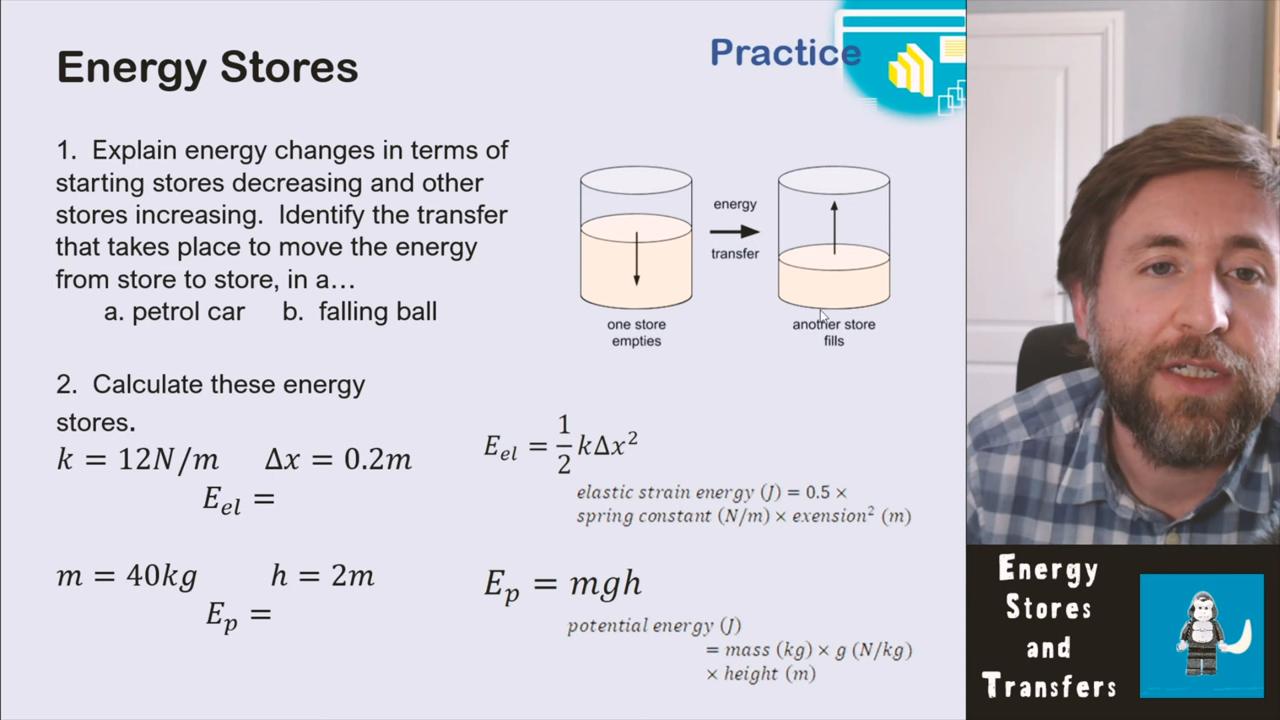 Energy Stores
Practice
1. Explain energy changes in terms of
starting stores decreasing and other
stores increasing. Identify the transfer
that takes place to move the energy
from store to store, in a…
a. petrol car b. falling ball
energy
transfer
one store
empties
another store
fills
2. Calculate these energy
stores.
k = 12N/m Δx = 0.2m
E_el =
E_el = 1/2 kΔx²
elastic strain energy (J) = 0.5 ×
spring constant (N/m) × exension² (m)
m = 40kg h = 2m
E_p =
E_p = mgh
potential energy (J)
= mass (kg) × g (N/kg)
× height (m)
Energy
Stores
and
Transfers